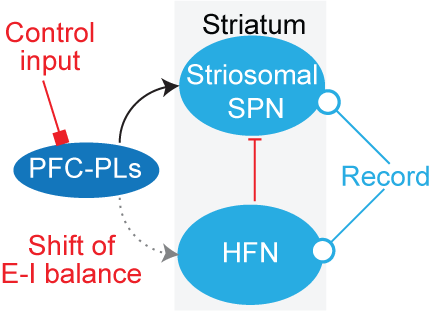 Control
input
Striatum
Striosomal
SPN
PFC-PLs
Record
Shift of
E-I balance
HFN